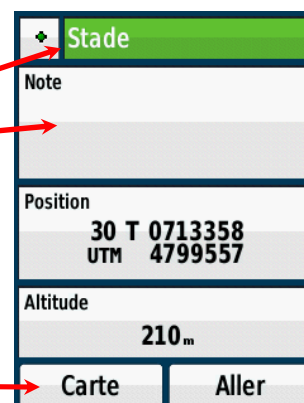 Stade
Note
Position
30 T 0713358
UTM 4799557
Altitude
210m
Carte Aller